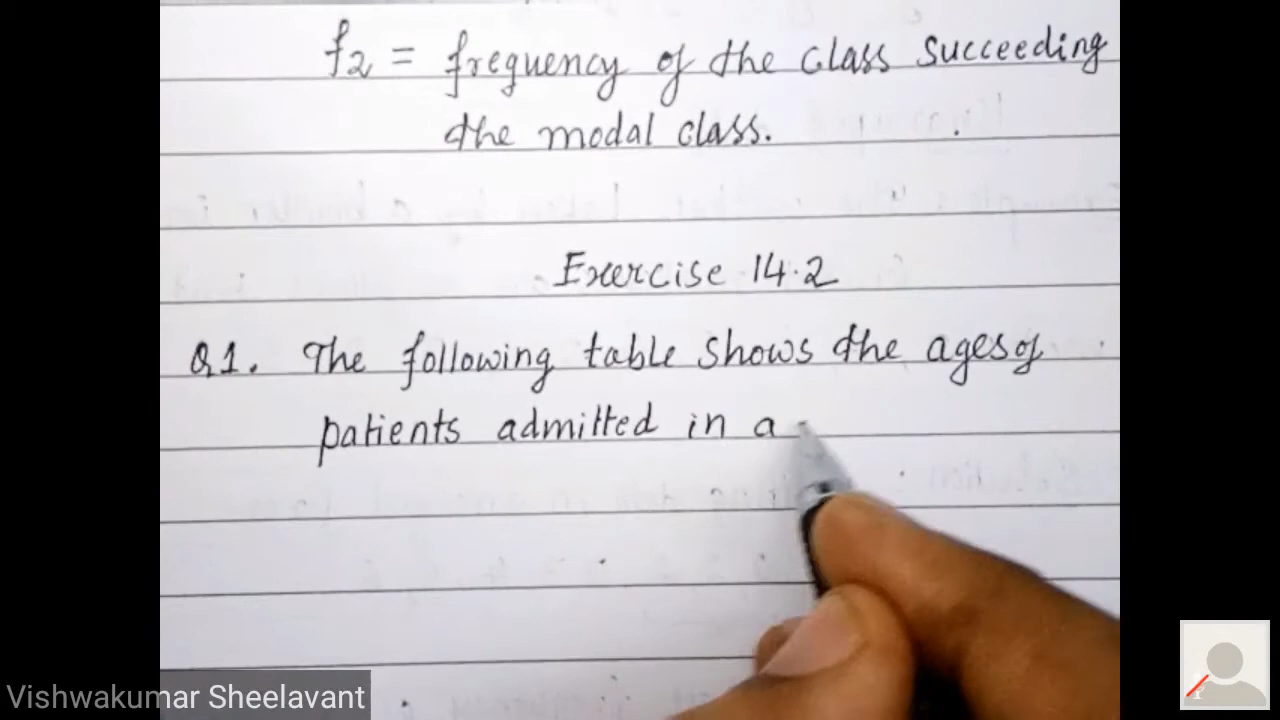 f2 = frequency of the class succeeding
the modal class.
Exercise 14.2
Q1. The following table shows the ages of
patients admitted in a
Vishwakumar Sheelavant